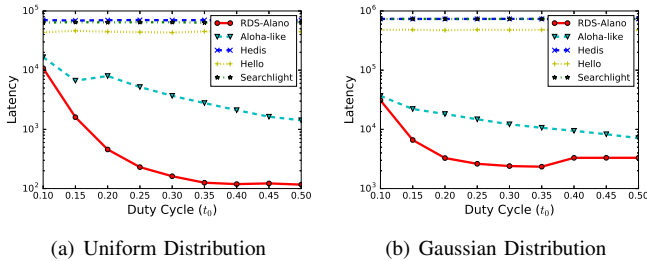 10^5
10^4
10^3
10^2
Latency
RDS-Alano
Aloha-like
Hedis
Hello
Searchlight
0.10 0.15 0.20 0.25 0.30 0.35 0.40 0.45 0.50
Duty Cycle (t_0)
(a) Uniform Distribution
10^6
10^5
10^4
10^3
Latency
RDS-Alano
Aloha-like
Hedis
Hello
Searchlight
0.10 0.15 0.20 0.25 0.30 0.35 0.40 0.45 0.50
Duty Cycle (t_0)
(b) Gaussian Distribution